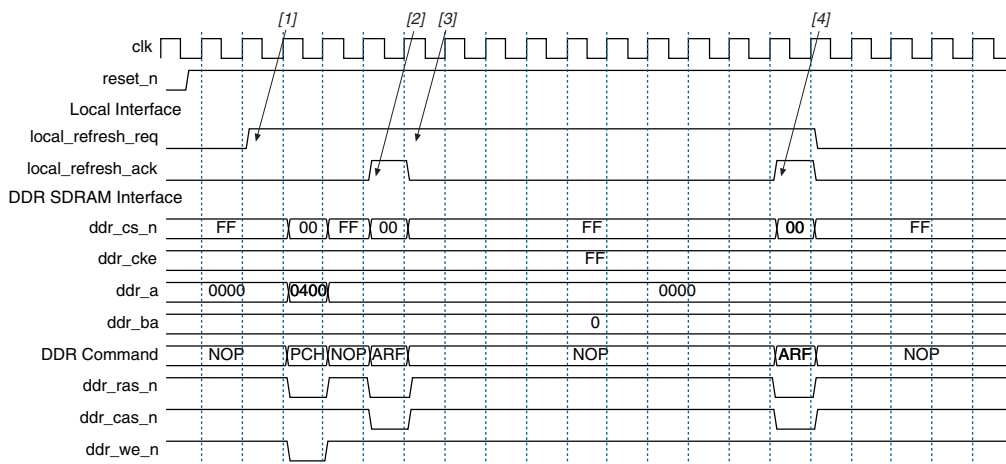 [1] [2] [3] [4]
clk
reset_n
Local Interface
local_refresh_req
local_refresh_ack
DDR SDRAM Interface
ddr_cs_n FF 00 FF 00 FF 00 FF
ddr_cke FF
ddr_a 0000 0400 0000
ddr_ba 0
DDR Command NOP PCH NOP ARF NOP ARF NOP
ddr_ras_n
ddr_cas_n
ddr_we_n